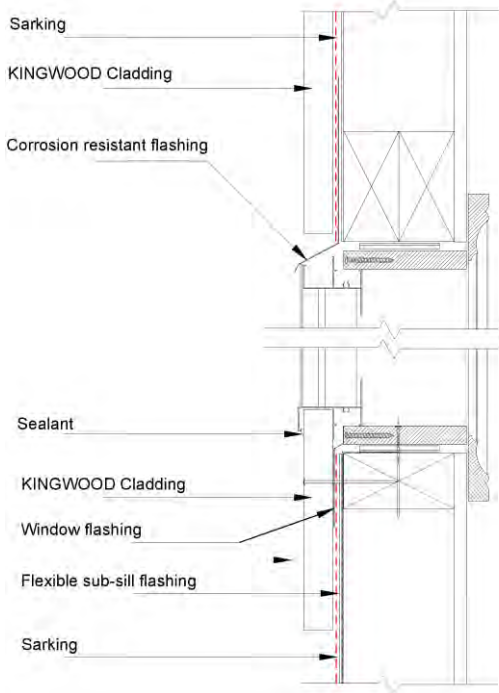 Sarking
KINGWOOD Cladding
Corrosion resistant flashing
Sealant
KINGWOOD Cladding
Window flashing
Flexible sub-sill flashing
Sarking